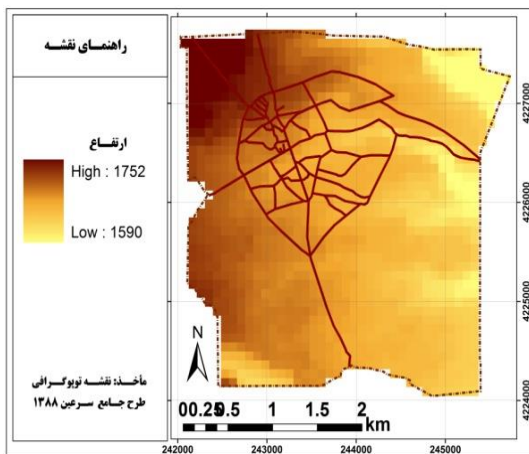 راهنمای نقشه
ارتفاع
High : 1752
Low : 1590
مأخذ: نقشه توپوگرافی
طرح جامع سرعین ۱۳۸۸
N
00.25 0.5 1 1.5 2
km
242000 243000 244000 245000
4227000
4226000
4225000
4224000